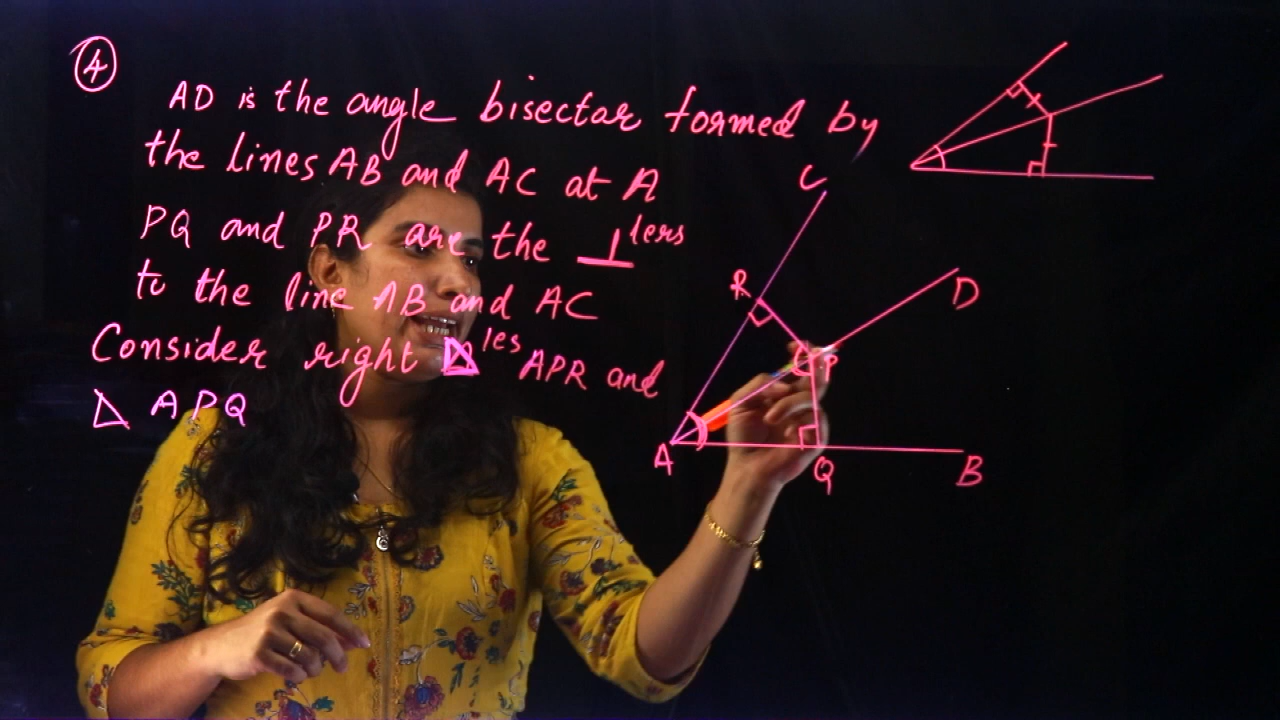 4
AD is the angle bisectar formed by
the lines AB and AC at A
PQ and PR are the ⊥lers
to the line AB and AC
Consider right △les APR and
△ APQ
C
R
D
P
A
Q
B